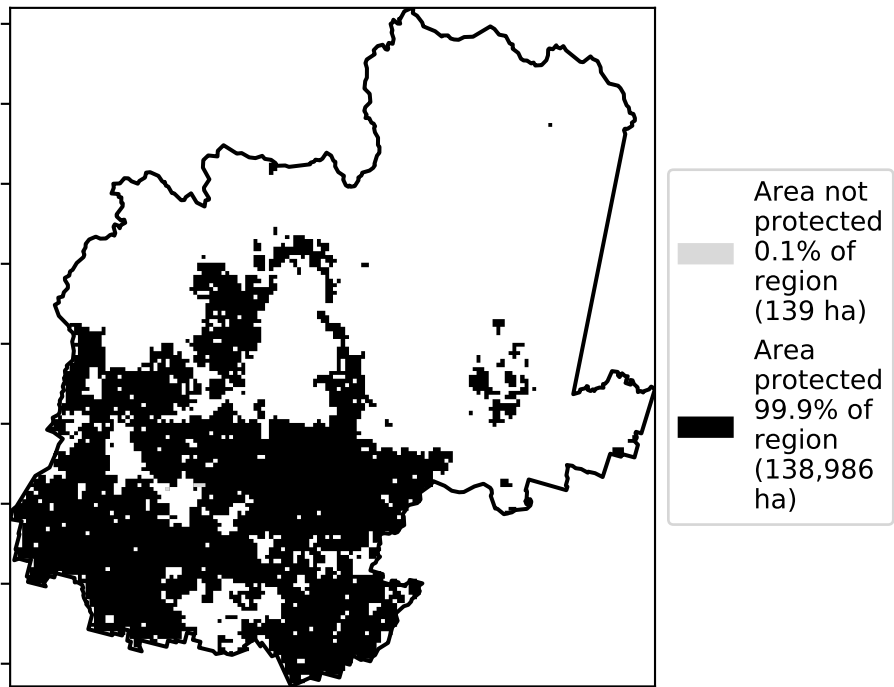 Area not
protected
0.1% of
region
(139 ha)
Area
protected
99.9% of
region
(138,986
ha)